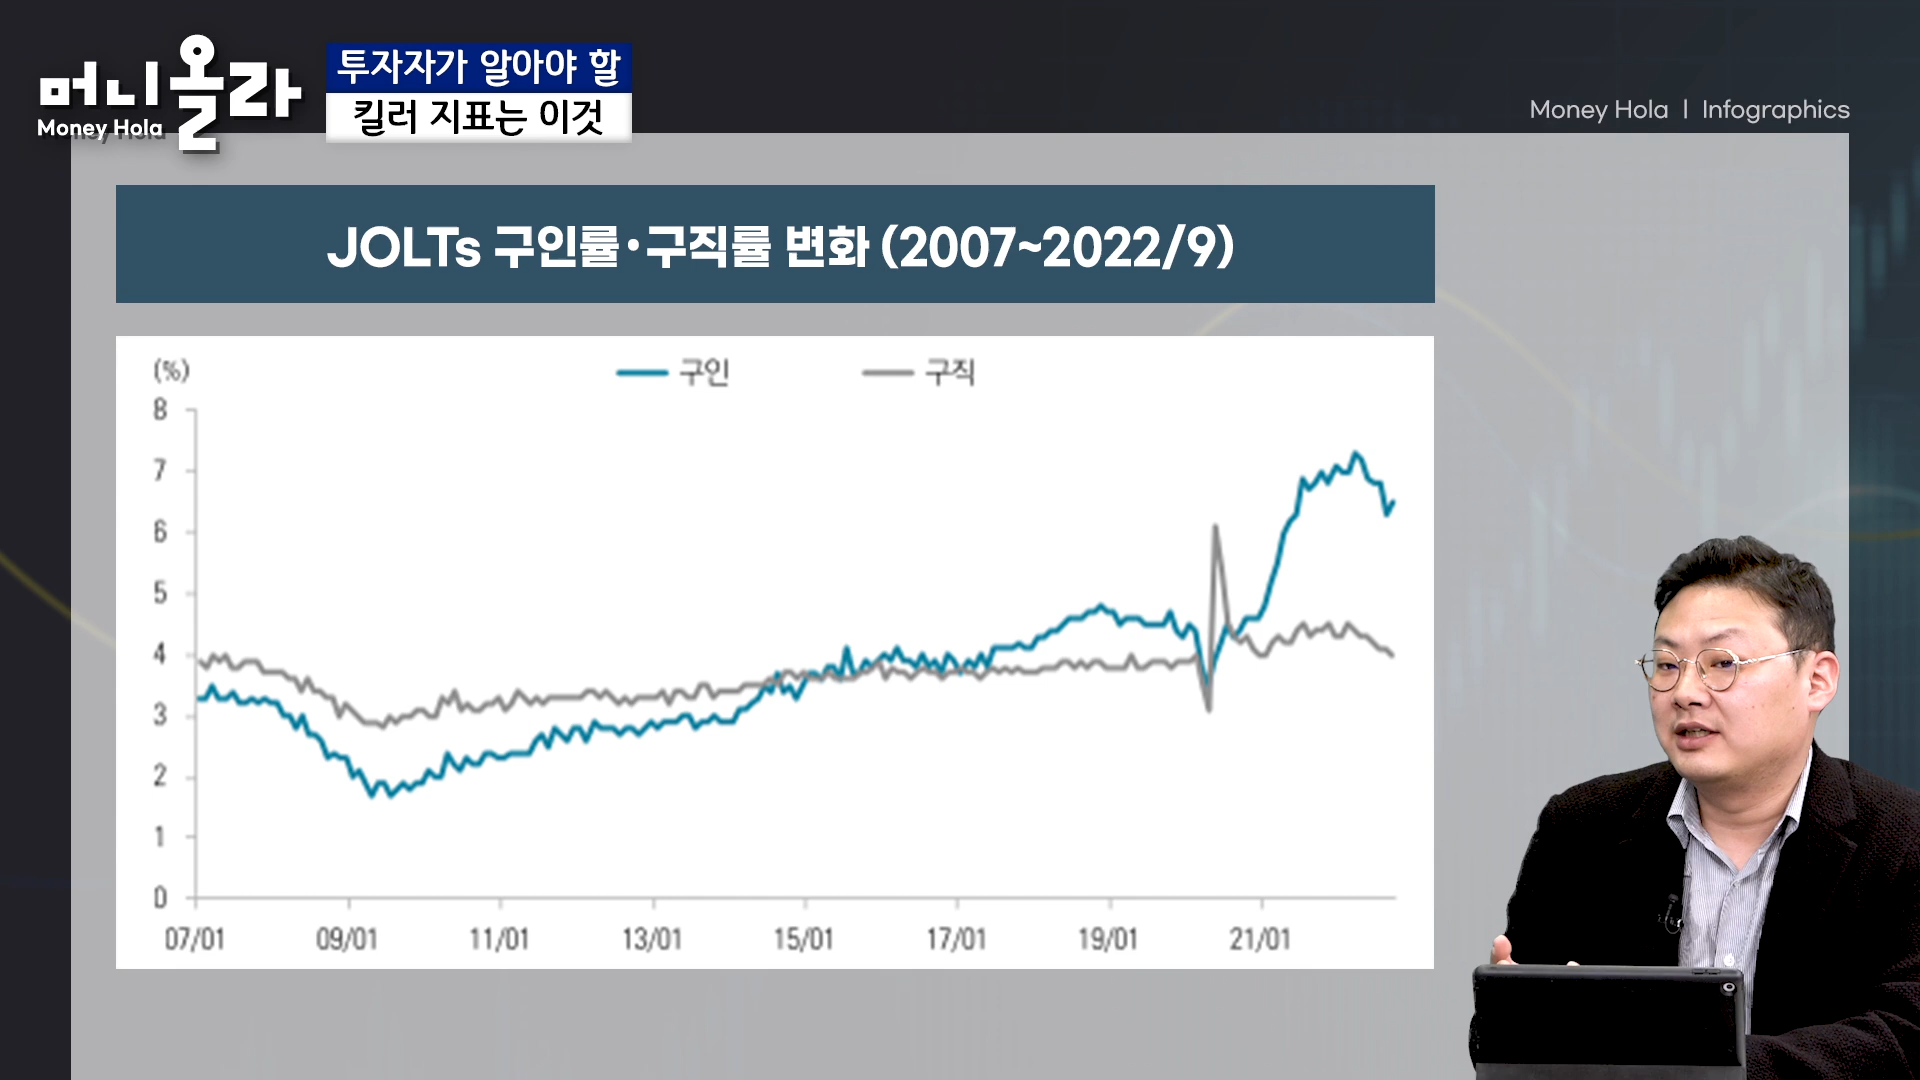 머니올라
Money Hola
투자자가 알아야 할
킬러 지표는 이것
Money Hola | Infographics
JOLTs 구인률·구직률 변화 (2007~2022/9)
(%)
구인
구직
8
7
6
5
4
3
2
1
0
07/01
09/01
11/01
13/01
15/01
17/01
19/01
21/01